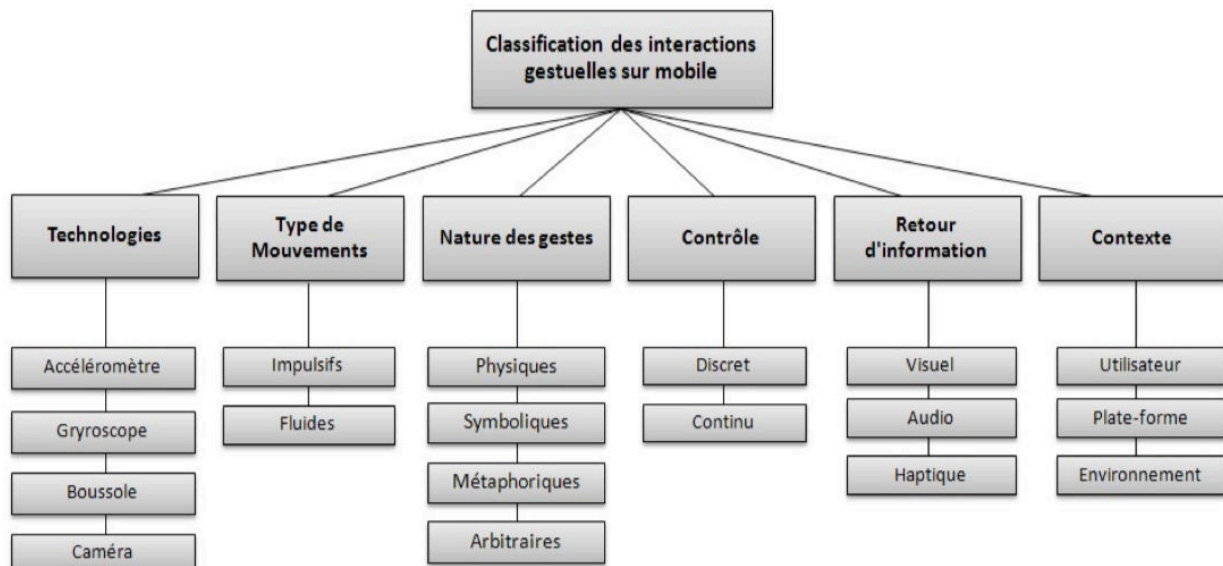 Classification des interactions
gestuelles sur mobile
Technologies
Type de
Mouvements
Nature des gestes
Contrôle
Retour
d'information
Contexte
Accéléromètre
Gryroscope
Boussole
Caméra
Impulsifs
Fluides
Physiques
Symboliques
Métaphoriques
Arbitraires
Discret
Continu
Visuel
Audio
Haptique
Utilisateur
Plate-forme
Environnement